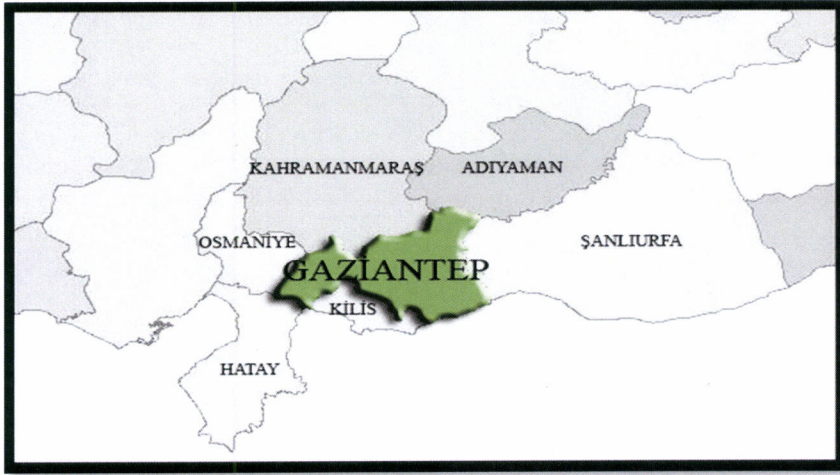 KAHRAMANMARAŞ
ADIYAMAN
OSMANİYE
ŞANLIURFA
GAZİANTEP
KİLİS
HATAY